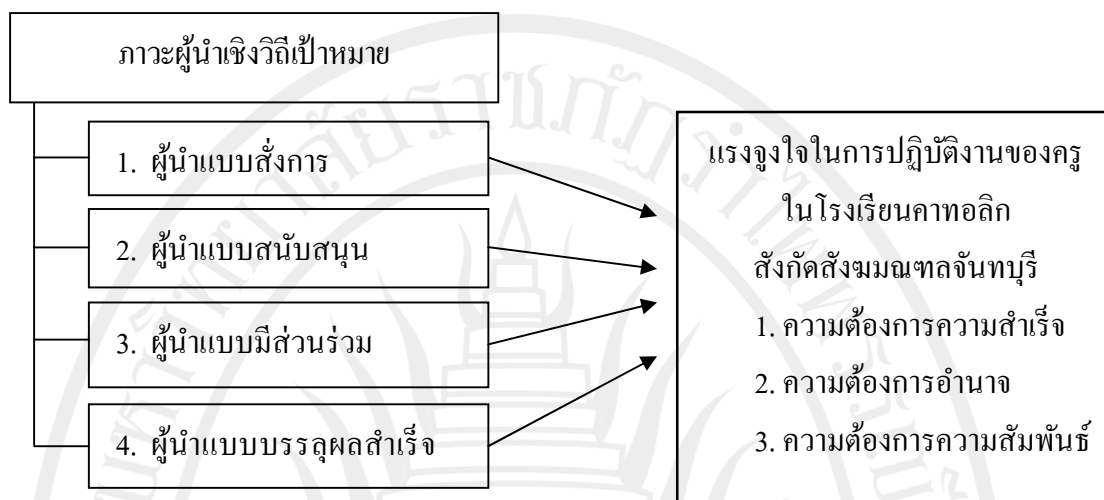 ภาวะผู้นำเชิงวิถีเป้าหมาย
1. ผู้นำแบบสั่งการ
2. ผู้นำแบบสนับสนุน
3. ผู้นำแบบมีส่วนร่วม
4. ผู้นำแบบบรรลุผลสำเร็จ
แรงจูงใจในการปฏิบัติงานของครู
ในโรงเรียนคาทอลิก
สังกัดสังฆมณฑลจันทบุรี
1. ความต้องการความสำเร็จ
2. ความต้องการอำนาจ
3. ความต้องการความสัมพันธ์